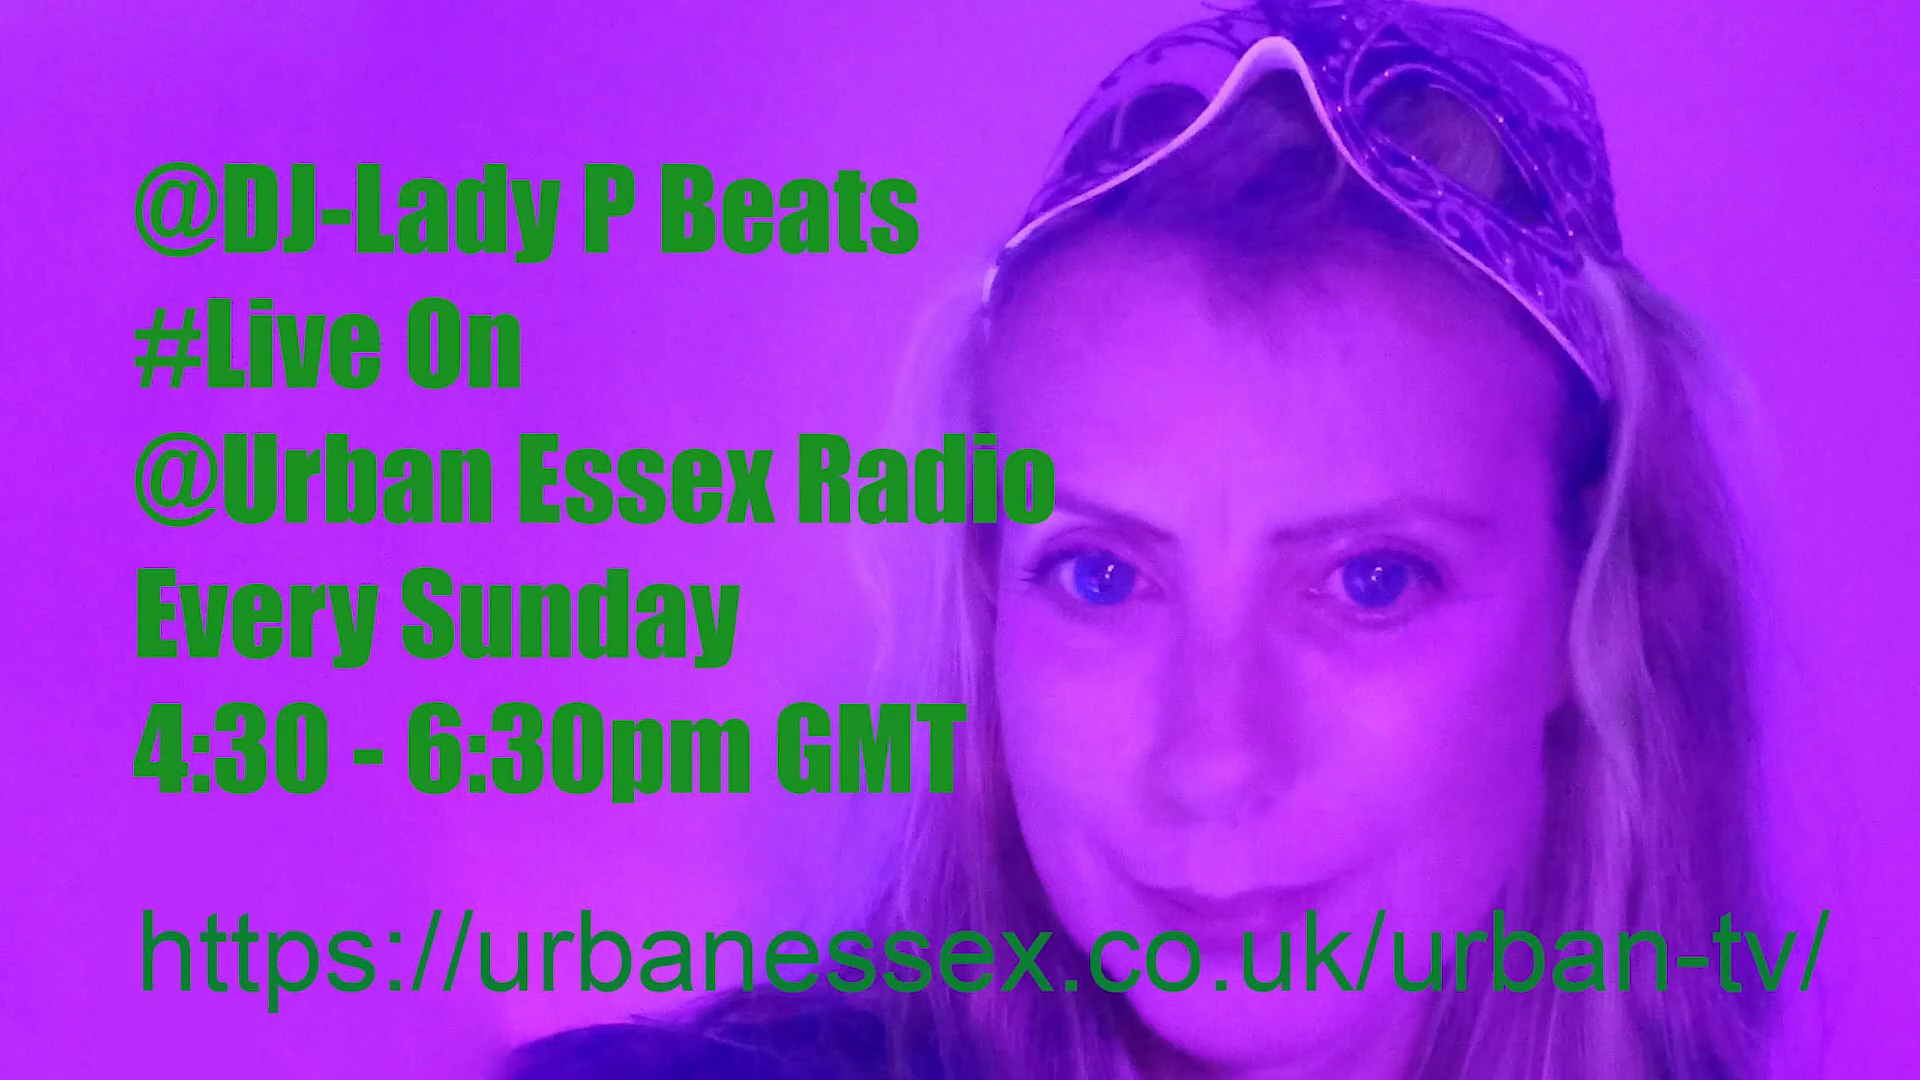 @DJ-Lady P Beats
#Live On
@Urban Essex Radio
Every Sunday
4:30 - 6:30pm GMT
https://urbanessex.co.uk/urban-tv/